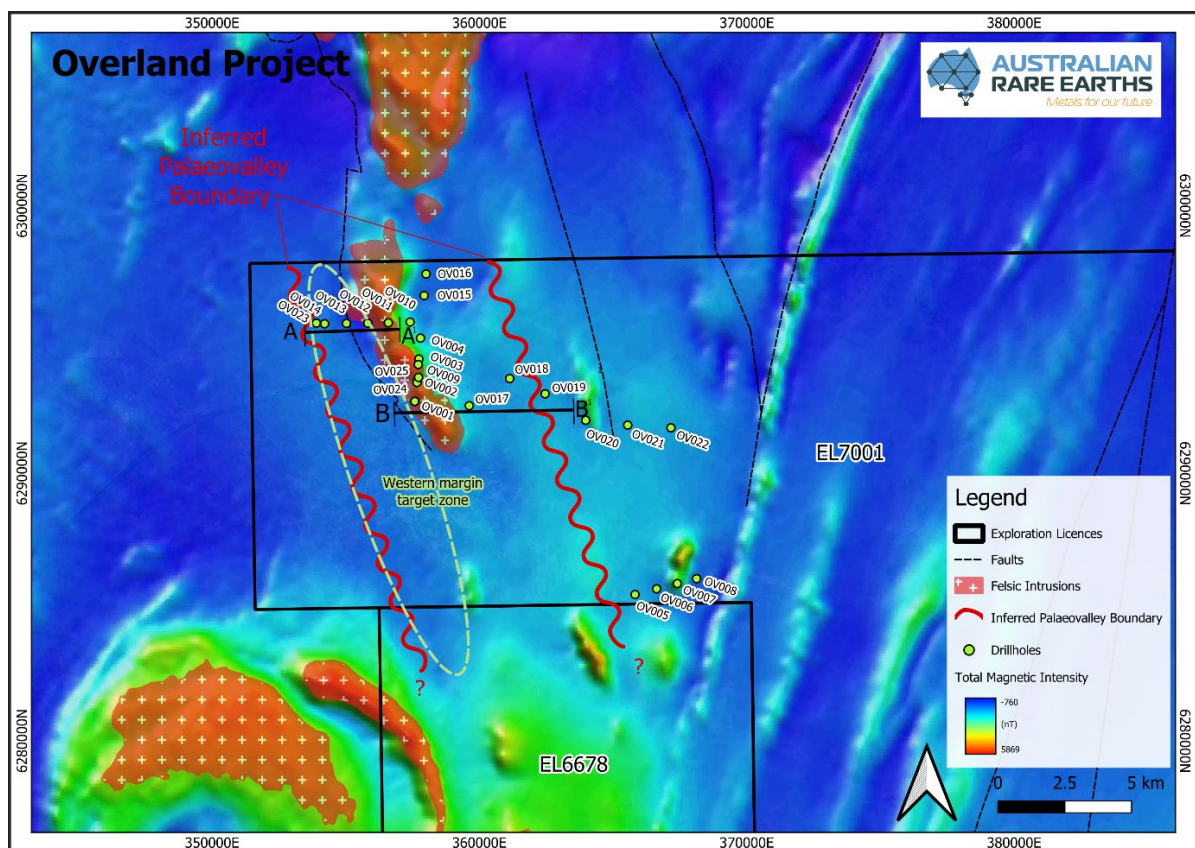 350000E
360000E
370000E
380000E
Overland Project
AUSTRALIAN
RARE EARTHS
Metals for our future
Inferred
Palaeovalley
Boundary
6300000N
6300000N
OV016
OV015
OV010
OV011
OV012
OV013
OV014
OV023
A
A'
OV004
OV003
OV025
OV009
OV002
OV024
OV001
OV018
OV019
OV017
B
B'
OV020
OV021
OV022
EL7001
6290000N
6290000N
Western margin
target zone
OV008
OV007
OV006
OV005
?
?
6280000N
6280000N
EL6678
Legend
Exploration Licences
Faults
Felsic Intrusions
Inferred Palaeovalley Boundary
Drillholes
Total Magnetic Intensity
-760
(nT)
5869
0 2.5 5 km
350000E
360000E
370000E
380000E